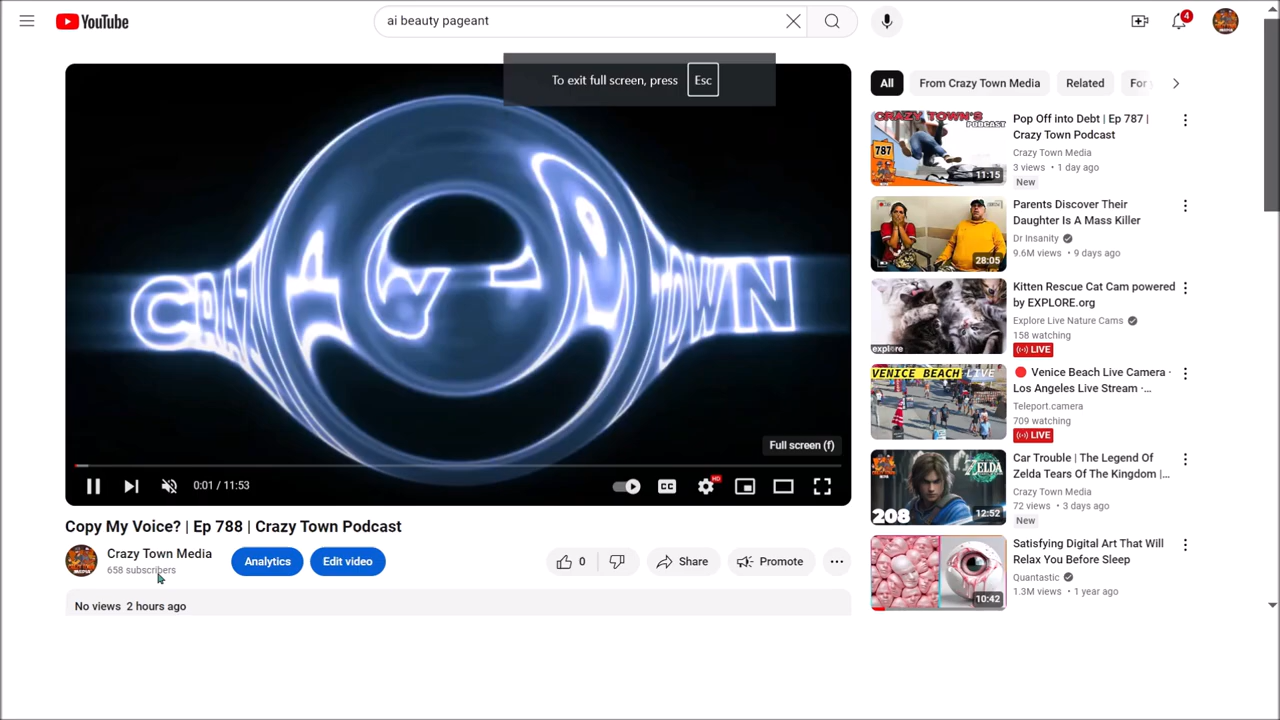 YouTube
ai beauty pageant
4
To exit full screen, press Esc
All
From Crazy Town Media
Related
For
CRAZY TOWN
Full screen (f)
0:01 / 11:53
CC
HD
Copy My Voice? | Ep 788 | Crazy Town Podcast
Crazy Town Media
658 subscribers
Analytics
Edit video
0
Share
Promote
No views 2 hours ago
CRAZY TOWN'S
PODCAST
787
11:15
Pop Off into Debt | Ep 787 |
Crazy Town Podcast
Crazy Town Media
3 views • 1 day ago
New
28:05
Parents Discover Their
Daughter Is A Mass Killer
Dr Insanity
9.6M views • 9 days ago
explore
Kitten Rescue Cat Cam powered
by EXPLORE.org
Explore Live Nature Cams
158 watching
LIVE
VENICE BEACH LIVE
Venice Beach Live Camera ·
Los Angeles Live Stream ·...
Teleport.camera
709 watching
LIVE
208
12:52
Car Trouble | The Legend Of
Zelda Tears Of The Kingdom |...
Crazy Town Media
72 views • 3 days ago
New
10:42
Satisfying Digital Art That Will
Relax You Before Sleep
Quantastic
1.3M views • 1 year ago